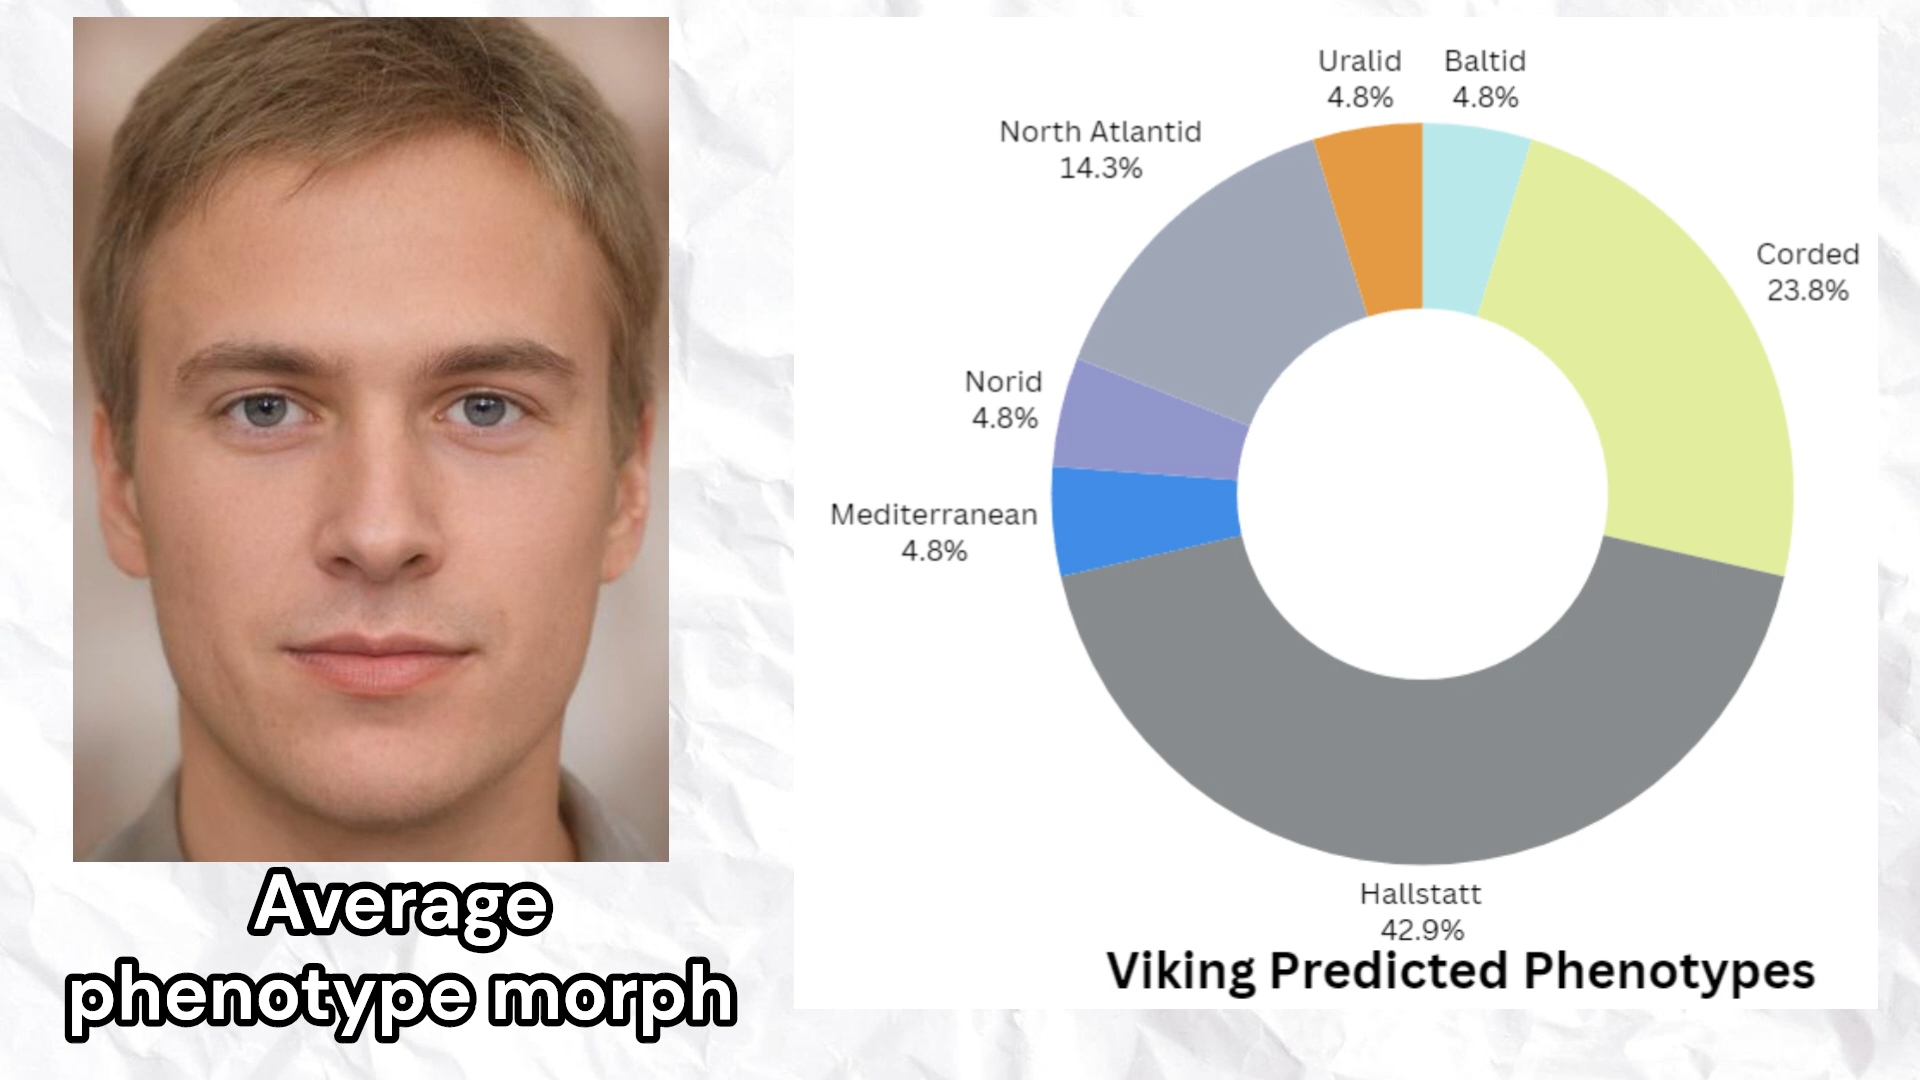 Uralid
4.8%
Baltid
4.8%
North Atlantid
14.3%
Corded
23.8%
Norid
4.8%
Mediterranean
4.8%
Hallstatt
42.9%
Viking Predicted Phenotypes
Average
phenotype morph